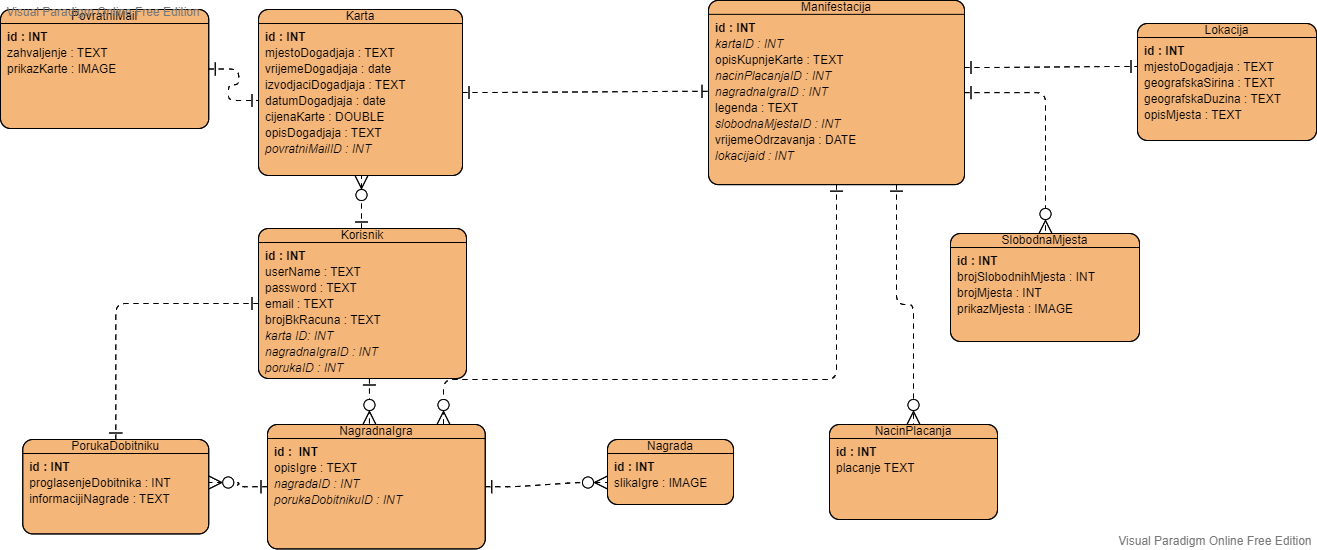 Visual Paradigm Online Free Edition
PovratniMail
id : INT
zahvaljenje : TEXT
prikazKarte : IMAGE
Karta
id : INT
mjestoDogadjaja : TEXT
vrijemeDogadjaja : date
izvodjaciDogadjaja : TEXT
datumDogadjaja : date
cijenaKarte : DOUBLE
opisDogadjaja : TEXT
povratniMailID : INT
Manifestacija
id : INT
kartaID : INT
opisKupnjeKarte : TEXT
nacinPlacanjaID : INT
nagradnaIgraID : INT
legenda : TEXT
slobodnaMjestaID : INT
vrijemeOdrzavanja : DATE
lokacijaid : INT
Lokacija
id : INT
mjestoDogadjaja : TEXT
geografskaSirina : TEXT
geografskaDuzina : TEXT
opisMjesta : TEXT
Korisnik
id : INT
userName : TEXT
password : TEXT
email : TEXT
brojBkRacuna : TEXT
karta ID: INT
nagradnaIgraID : INT
porukaID : INT
SlobodnaMjesta
id : INT
brojSlobodnihMjesta : INT
brojMjesta : INT
prikazMjesta : IMAGE
PorukaDobitniku
id : INT
proglasenjeDobitnika : INT
informacijiNagrade : TEXT
NagradnaIgra
id : INT
opisIgre : TEXT
nagradaID : INT
porukaDobitnikuID : INT
Nagrada
id : INT
slikaIgre : IMAGE
NacinPlacanja
id : INT
placanje TEXT
Visual Paradigm Online Free Edition